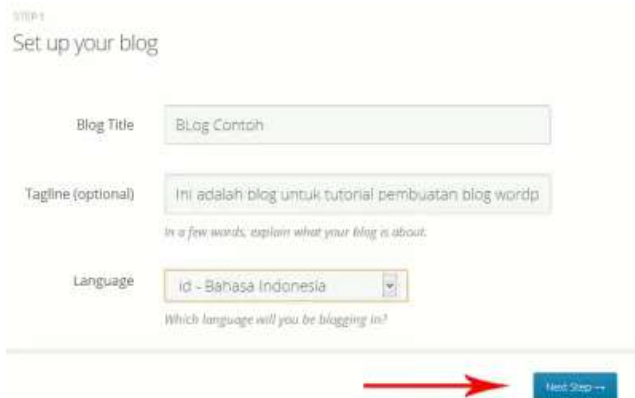 STEP 1
Set up your blog
Blog Title
BLog Contoh
Tagline (optional)
Ini adalah blog untuk tutorial pembuatan blog wordp
In a few words, explain what your blog is about.
Language
id - Bahasa Indonesia
Which language will you be blogging in?
Next Step →